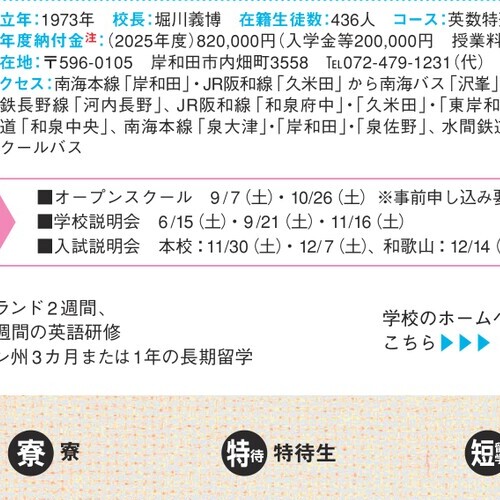 立年：1973年 校長：堀川義博 在籍生徒数：436人 コース：英数特
年度納付金注：（2025年度）820,000円（入学金等200,000円 授業料
在地：〒596-0105 岸和田市内畑町3558 TEL072-479-1231（代）
クセス：南海本線「岸和田」・JR阪和線「久米田」から南海バス「沢峯」
鉄長野線「河内長野」、JR阪和線「和泉府中」・「久米田」・「東岸和
道「和泉中央」、南海本線「泉大津」・「岸和田」・「泉佐野」、水間鉄道
クールバス
■オープンスクール 9/7（土）・10/26（土） ※事前申し込み要
■学校説明会 6/15（土）・9/21（土）・11/16（土）
■入試説明会 本校：11/30（土）・12/7（土）、和歌山：12/14（
ランド2週間、
週間の英語研修
ン州3カ月または1年の長期留学
学校のホームペ
こちら▶▶▶
寮 寮 特待 特待生 短